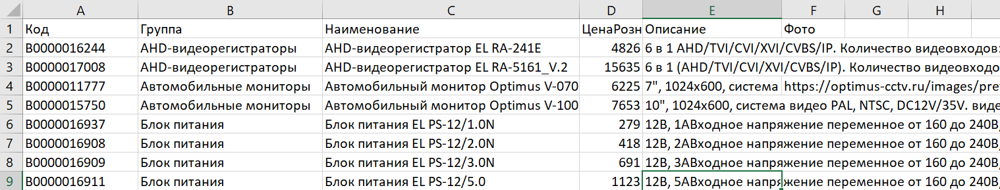 A B C D E F G H
1 Код Группа Наименование ЦенаРозн Описание Фото
2 В0000016244 AHD-видеорегистраторы AHD-видеорегистратор EL RA-241E 4826 6 в 1 AHD/TVI/CVI/XVI/CVBS/IP. Количество видеовходов:
3 В0000017008 AHD-видеорегистраторы AHD-видеорегистратор EL RA-5161_V.2 15635 6 в 1 (AHD/TVI/CVI/XVI/CVBS/IP). Количество видеовходо
4 В0000011777 Автомобильные мониторы Автомобильный монитор Optimus V-070 6225 7", 1024x600, система https://optimus-cctv.ru/images/pre
5 В0000015750 Автомобильные мониторы Автомобильный монитор Optimus V-100 7653 10", 1024x600, система видео PAL, NTSC, DC12V/35V. виде
6 В0000016937 Блок питания Блок питания EL PS-12/1.0N 279 12В, 1АВходное напряжение переменное от 160 до 240В,
7 В0000016908 Блок питания Блок питания EL PS-12/2.0N 418 12В, 2АВходное напряжение переменное от 160 до 240В,
8 В0000016909 Блок питания Блок питания EL PS-12/3.0N 691 12В, 3АВходное напряжение переменное от 160 до 240В,
9 В0000016911 Блок питания Блок питания EL PS-12/5.0 1123 12В, 5АВходное напряжение переменное от 160 до 240В,